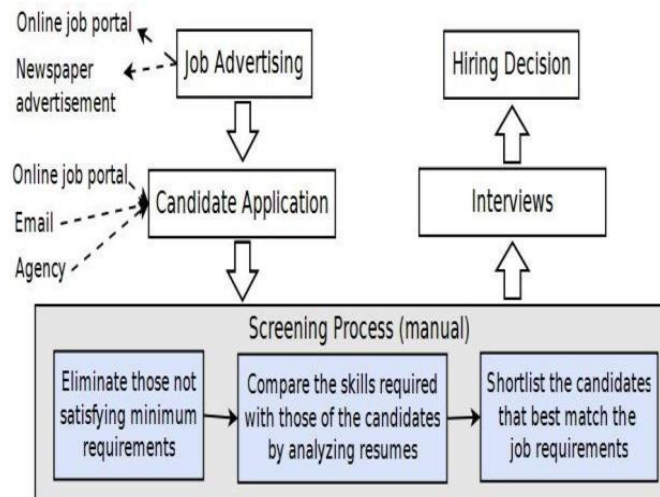 Online job portal
Newspaper
advertisement
Job Advertising
Hiring Decision
Online job portal
Email
Agency
Candidate Application
Interviews
Screening Process (manual)
Eliminate those not
satisfying minimum
requirements
Compare the skills required
with those of the candidates
by analyzing resumes
Shortlist the candidates
that best match the
job requirements